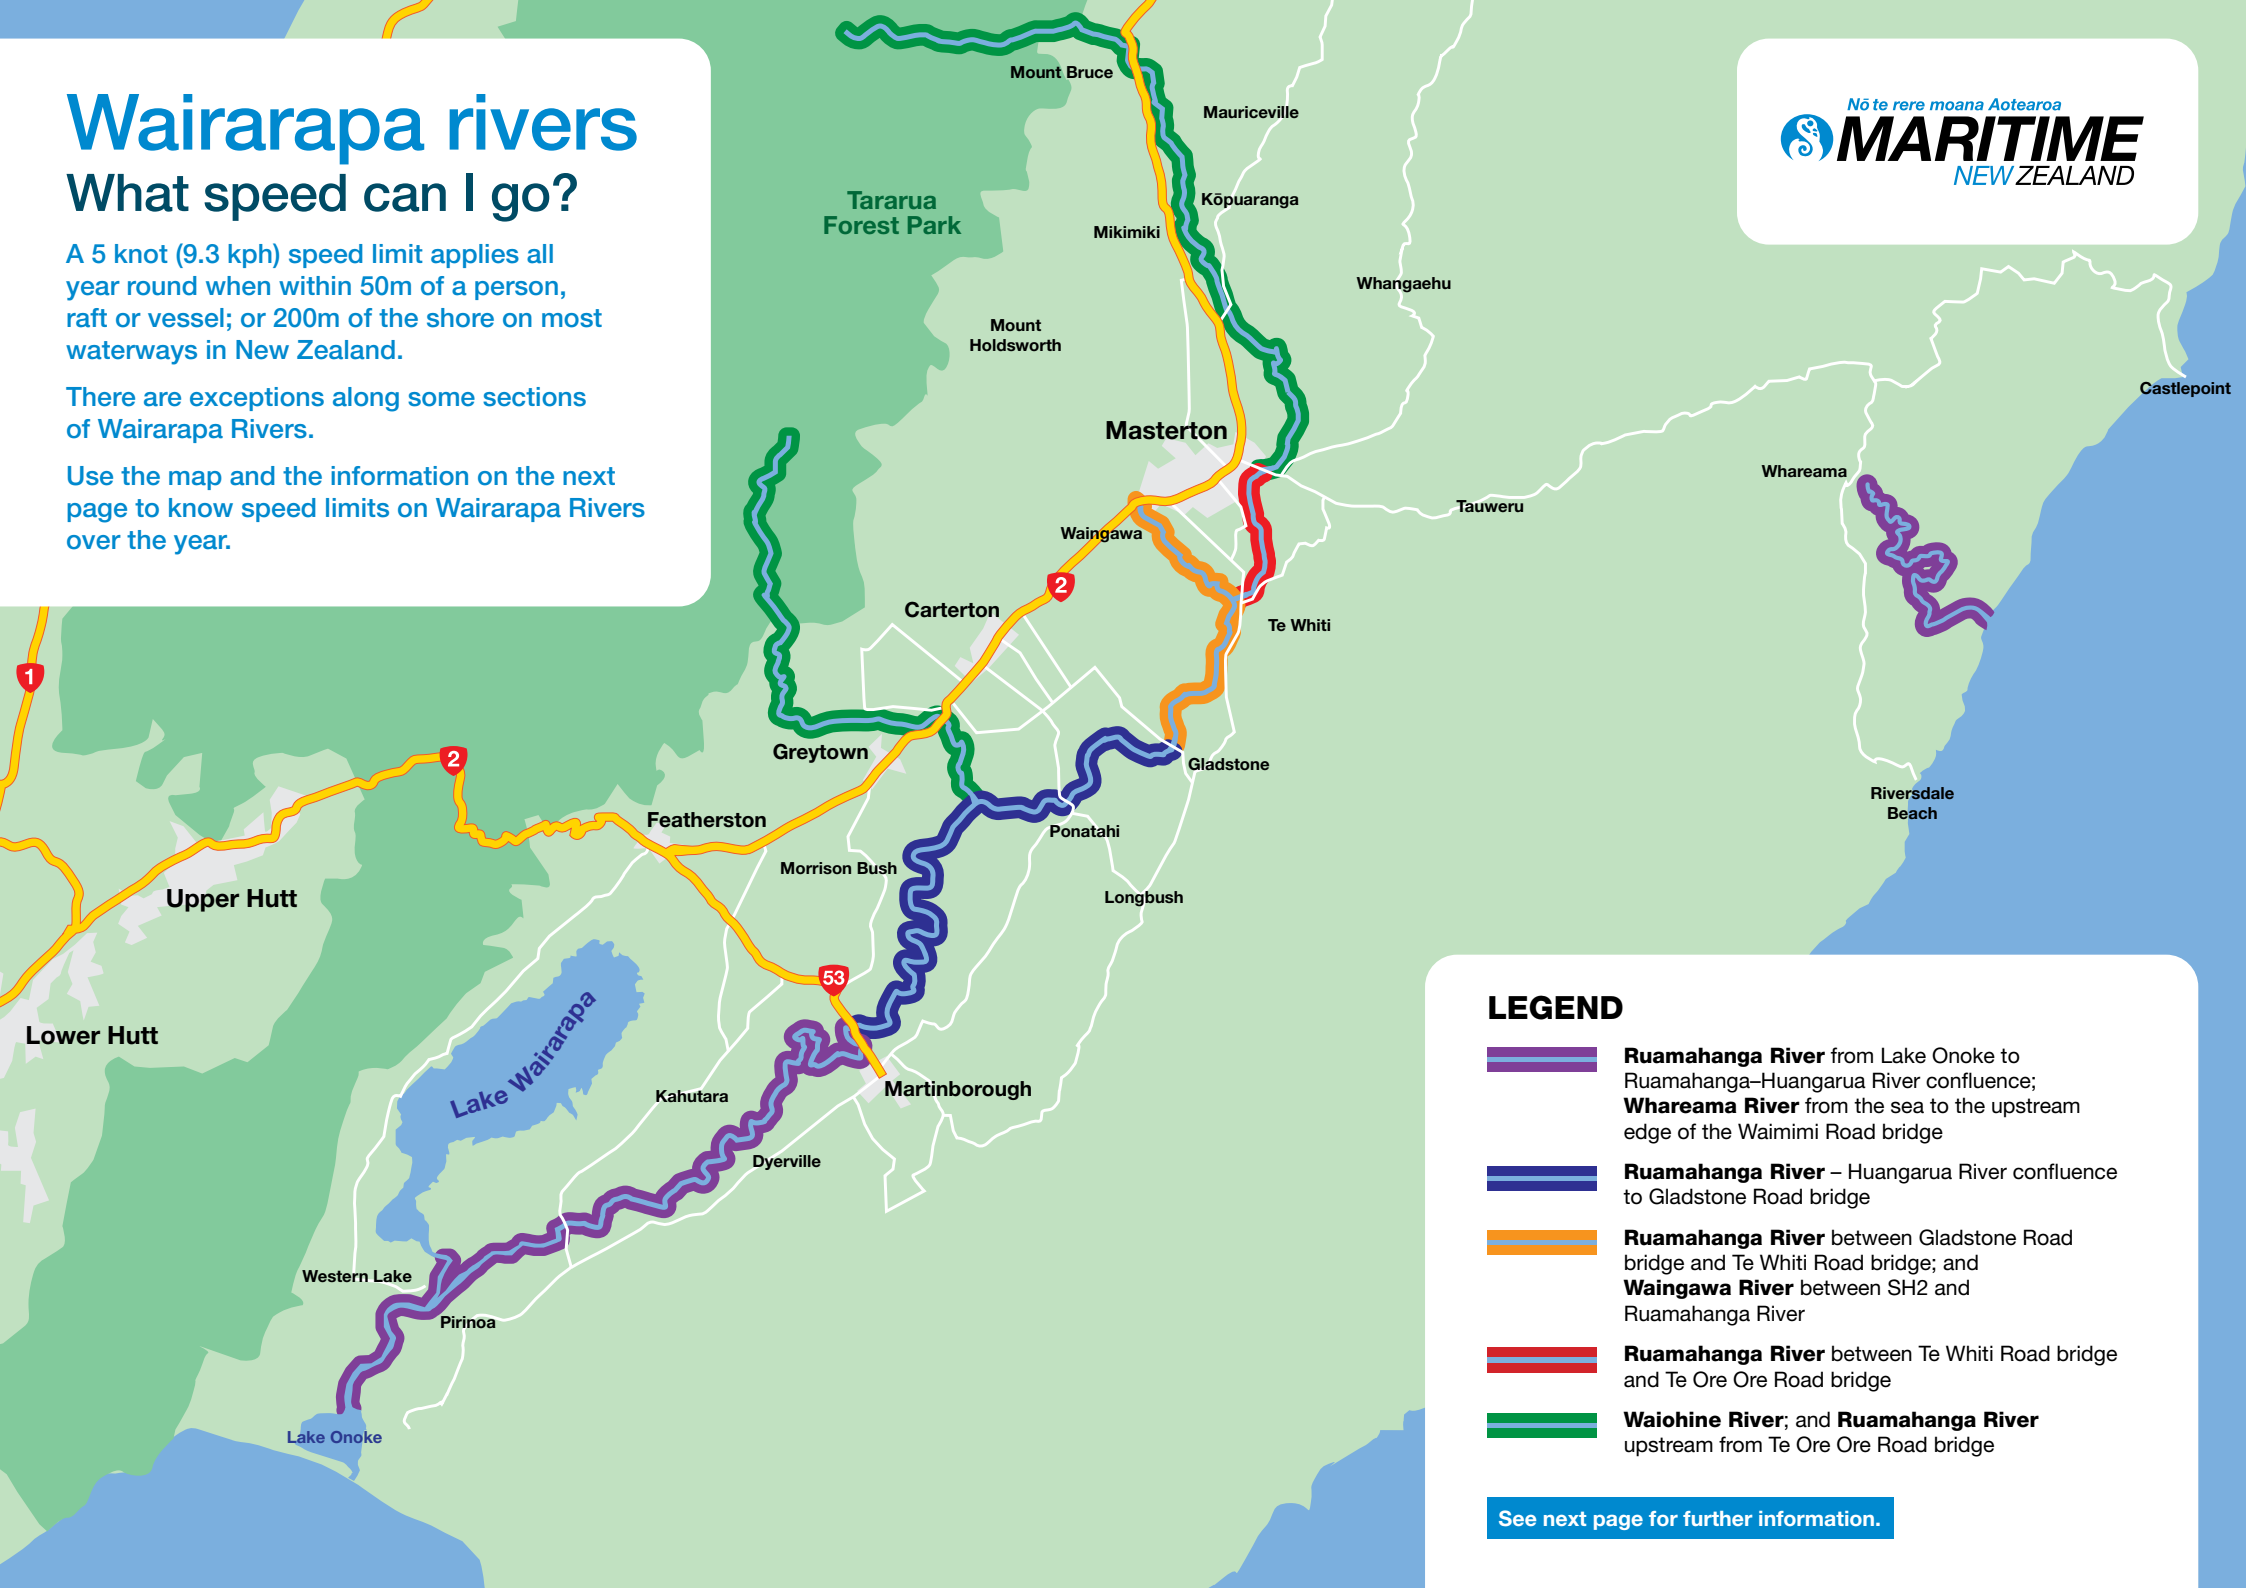 Wairarapa rivers
What speed can I go?
A 5 knot (9.3 kph) speed limit applies all
year round when within 50m of a person,
raft or vessel; or 200m of the shore on most
waterways in New Zealand.
There are exceptions along some sections
of Wairarapa Rivers.
Use the map and the information on the next
page to know speed limits on Wairarapa Rivers
over the year.
Nō te rere moana Aotearoa
MARITIME
NEW ZEALAND
Mount Bruce
Mauriceville
Tararua
Forest Park
Kōpuaranga
Mikimiki
Whangaehu
Mount
Holdsworth
Castlepoint
Masterton
Whareama
Tauweru
Waingawa
2
Carterton
Te Whiti
1
Greytown
2
Gladstone
Riversdale
Beach
Featherston
Ponatahi
Morrison Bush
Upper Hutt
Longbush
53
Lower Hutt
Lake Wairarapa
Kahutara
Martinborough
Dyerville
Western Lake
Pirinoa
Lake Onoke
LEGEND
Ruamahanga River from Lake Onoke to
Ruamahanga–Huangarua River confluence;
Whareama River from the sea to the upstream
edge of the Waimimi Road bridge
Ruamahanga River – Huangarua River confluence
to Gladstone Road bridge
Ruamahanga River between Gladstone Road
bridge and Te Whiti Road bridge; and
Waingawa River between SH2 and
Ruamahanga River
Ruamahanga River between Te Whiti Road bridge
and Te Ore Ore Road bridge
Waiohine River; and Ruamahanga River
upstream from Te Ore Ore Road bridge
See next page for further information.